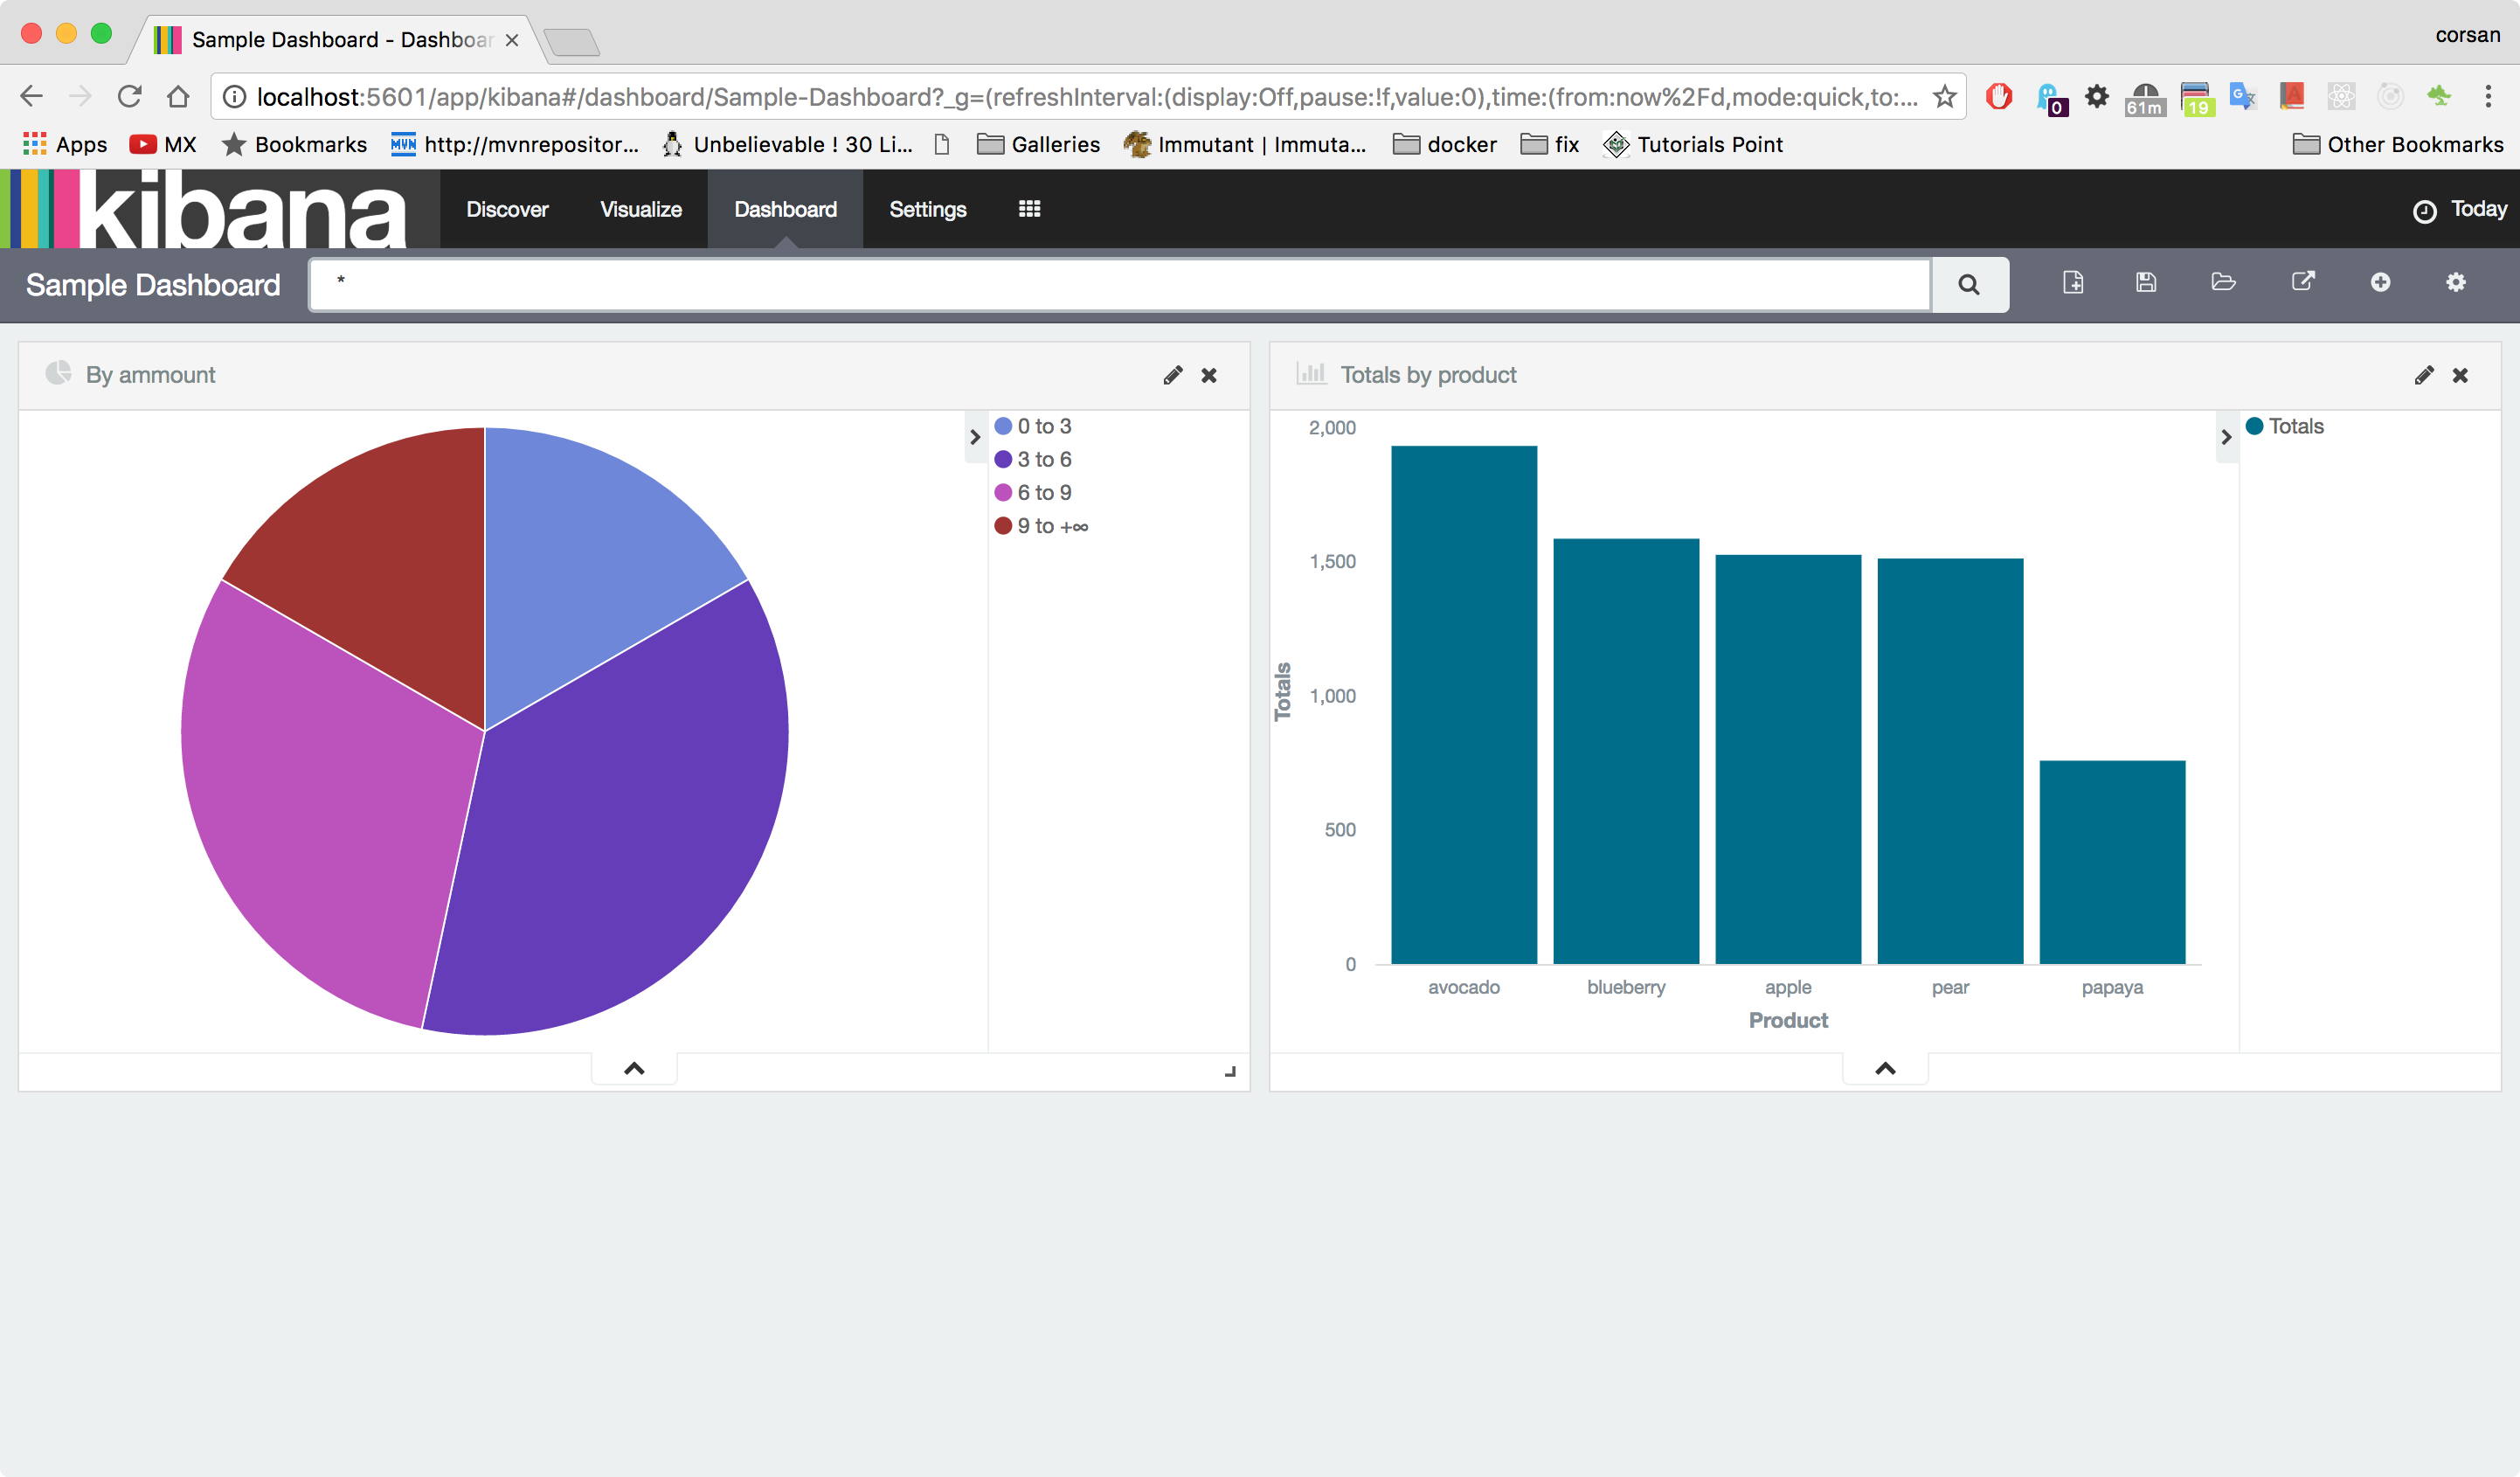 Sample Dashboard - Dashboar
corsan
localhost:5601/app/kibana#/dashboard/Sample-Dashboard?_g=(refreshInterval:(display:Off,pause:!f,value:0),time:(from:now%2Fd,mode:quick,to:...
0
61m
19
Apps
MX
Bookmarks
MVN
http://mvnrepositor...
Unbelievable ! 30 Li...
Galleries
Immutant | Immuta...
docker
fix
Tutorials Point
Other Bookmarks
kibana
Discover
Visualize
Dashboard
Settings
Today
Sample Dashboard
*
By ammount
0 to 3
3 to 6
6 to 9
9 to +∞
Totals by product
Totals
2,000
1,500
1,000
500
0
Totals
avocado
blueberry
apple
pear
papaya
Product